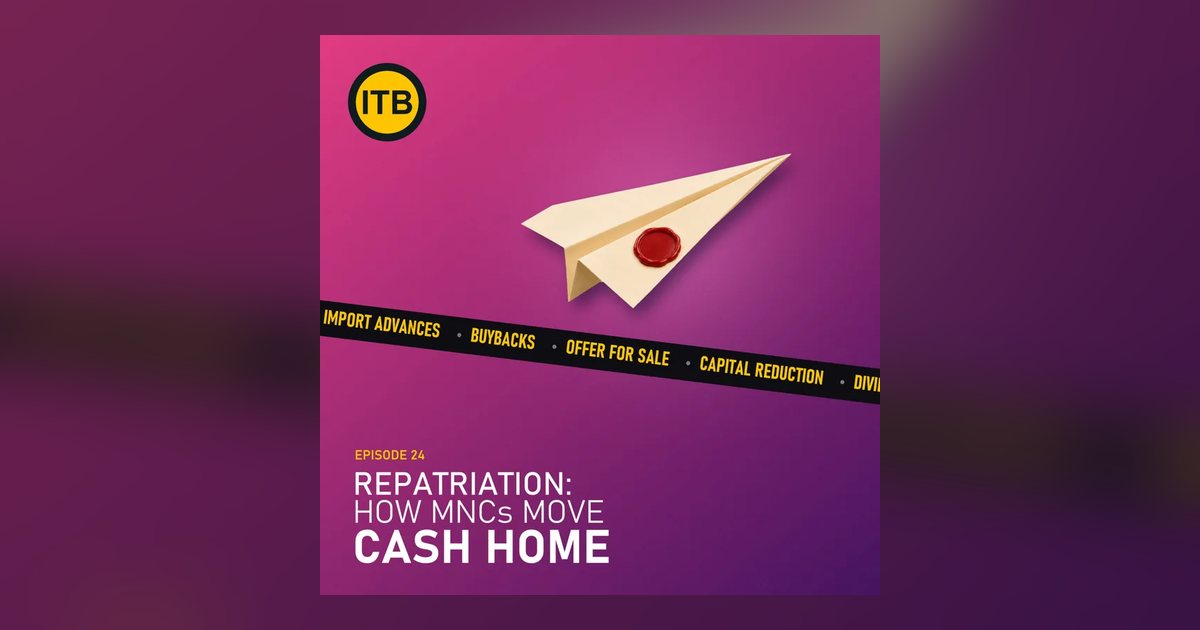 ITB
IMPORT ADVANCES • BUYBACKS • OFFER FOR SALE • CAPITAL REDUCTION •
EPISODE 24
REPATRIATION:
HOW MNCs MOVE
CASH HOME